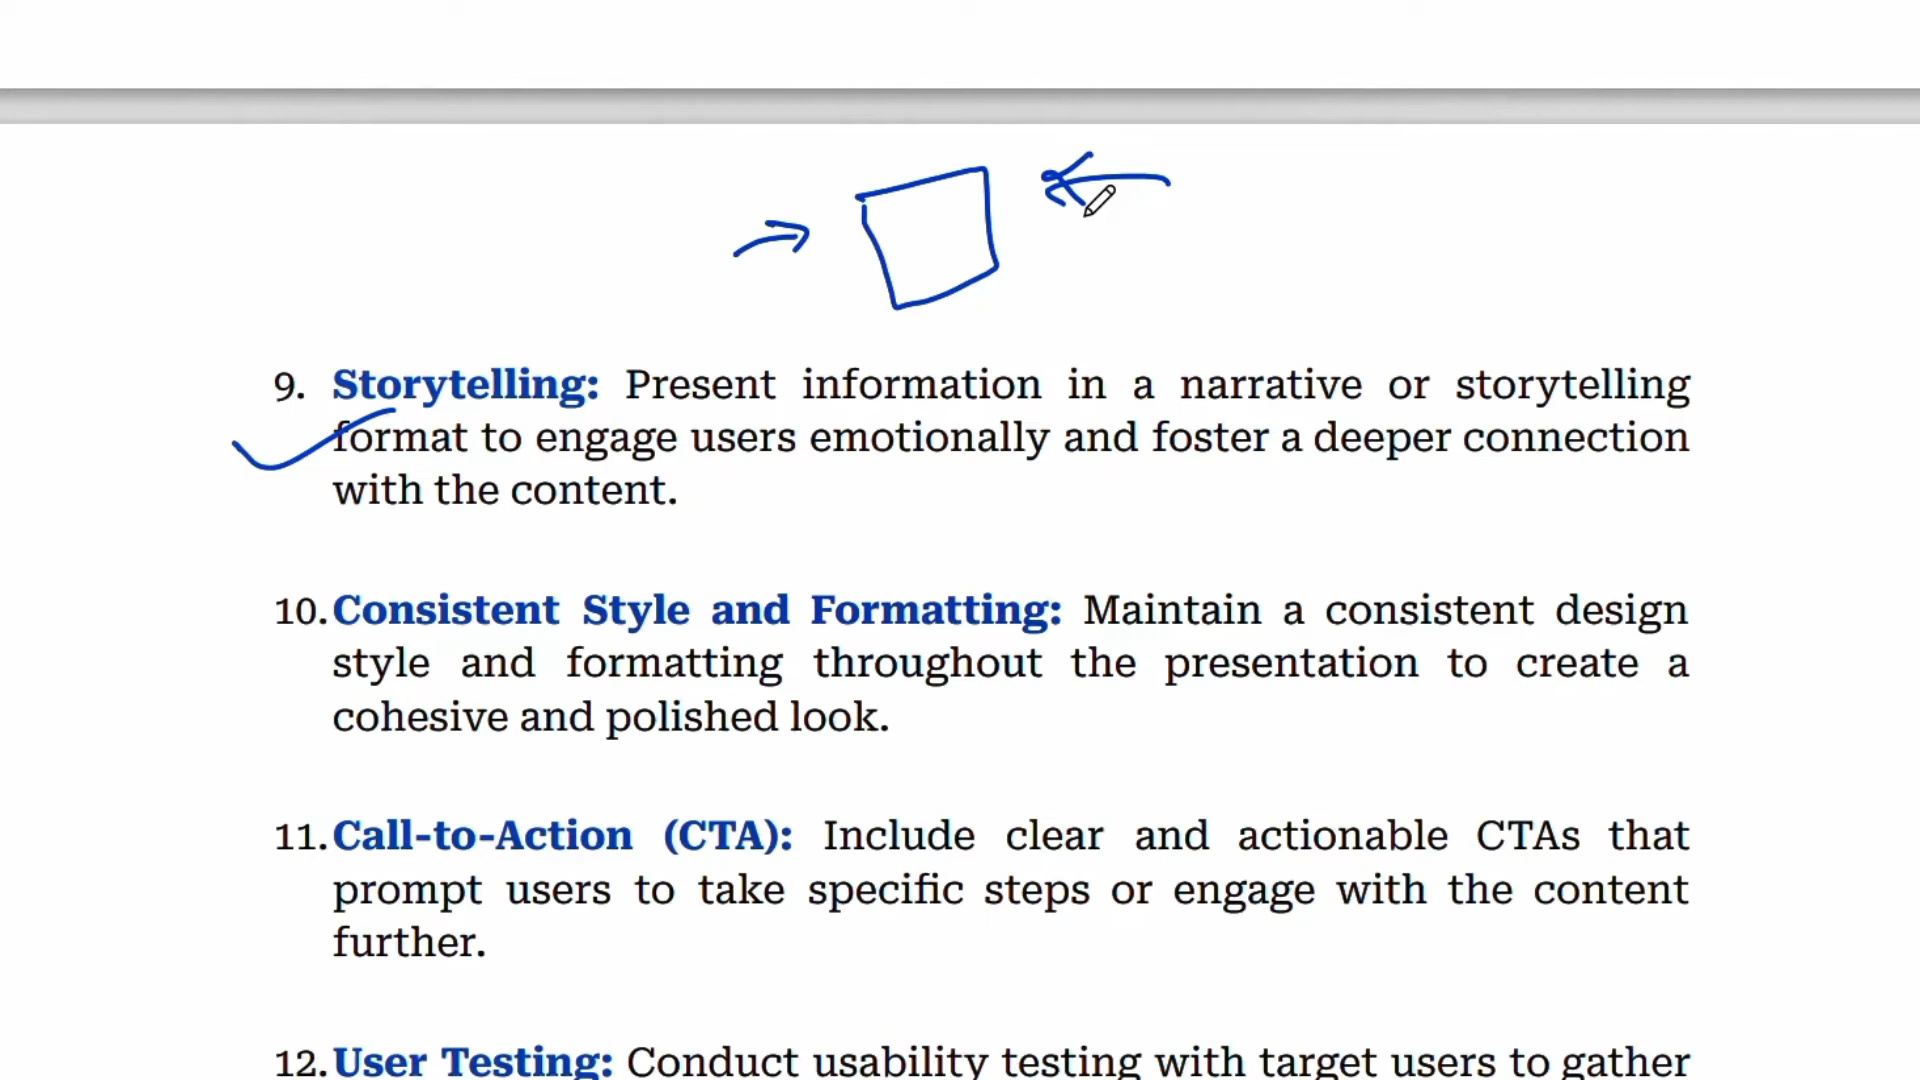 9. Storytelling: Present information in a narrative or storytelling
format to engage users emotionally and foster a deeper connection
with the content.
10. Consistent Style and Formatting: Maintain a consistent design
style and formatting throughout the presentation to create a
cohesive and polished look.
11. Call-to-Action (CTA): Include clear and actionable CTAs that
prompt users to take specific steps or engage with the content
further.
12. User Testing: Conduct usability testing with target users to gather